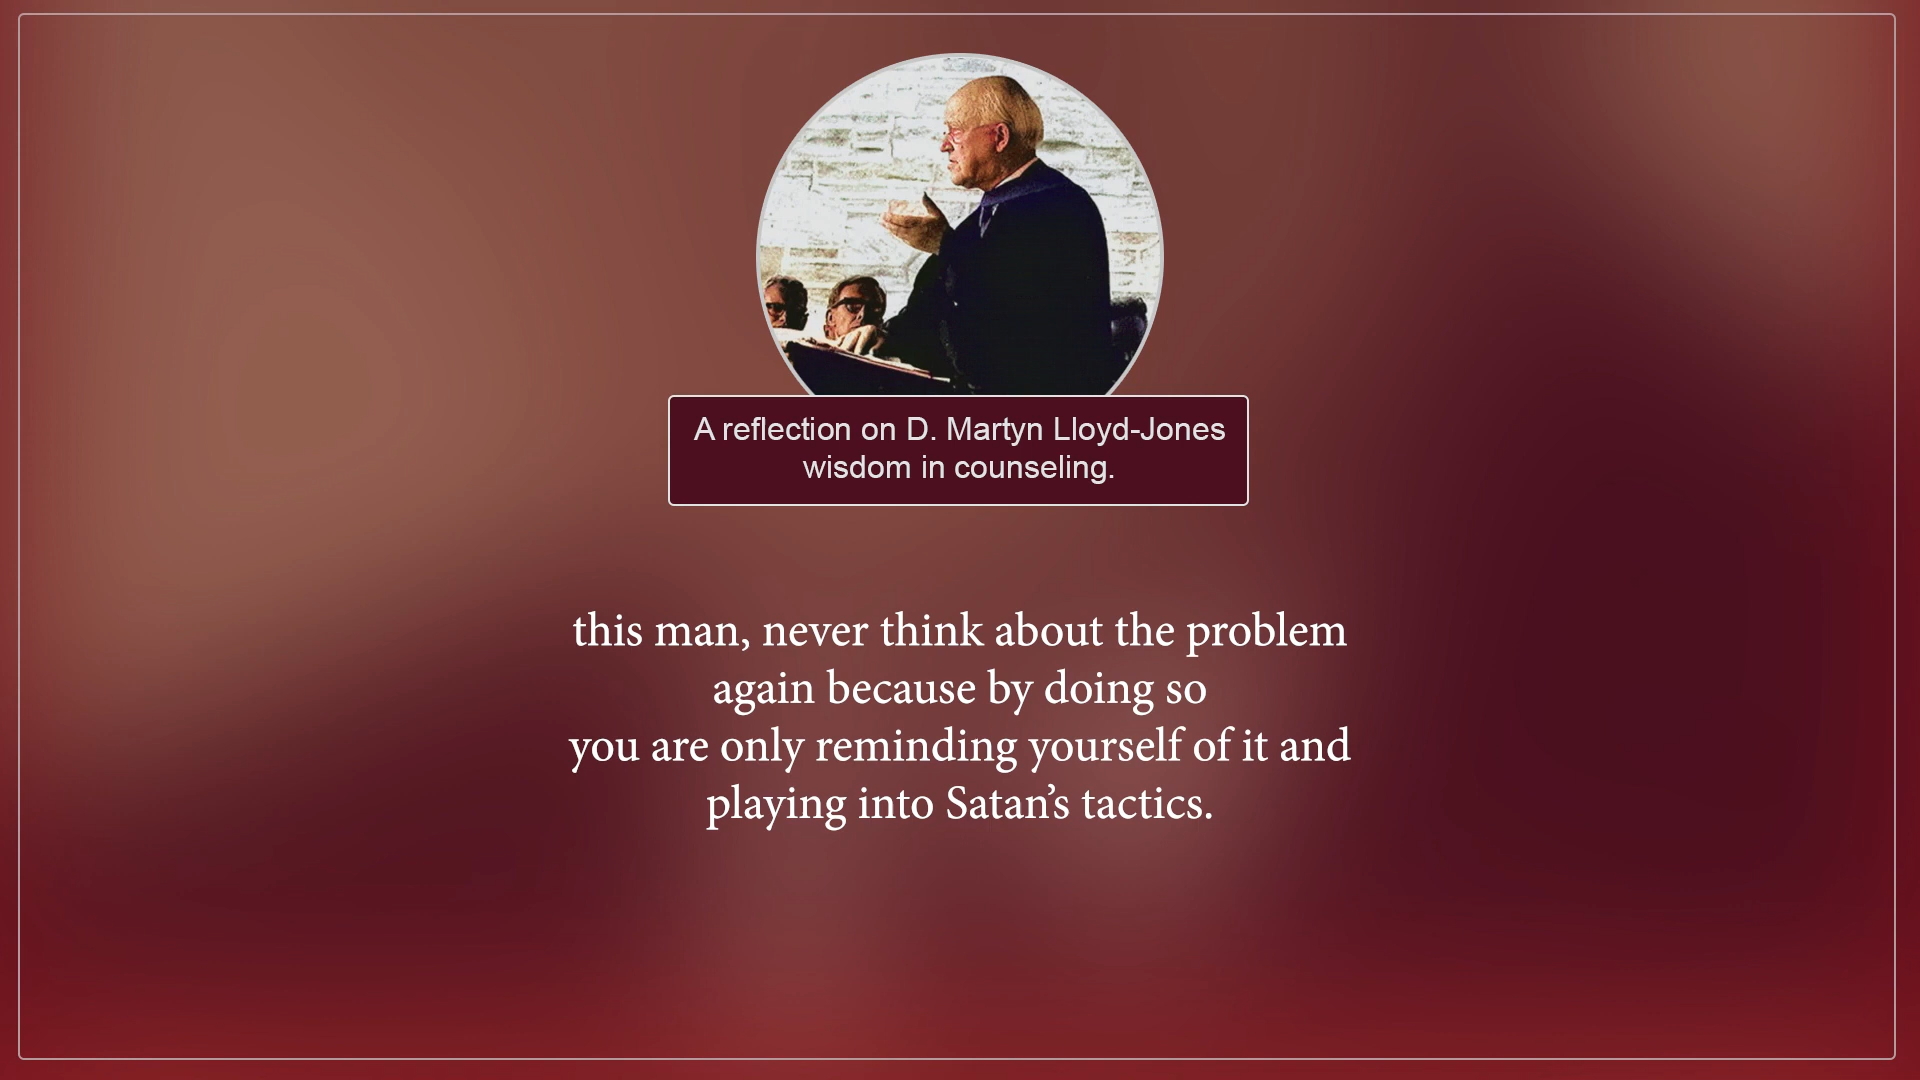 A reflection on D. Martyn Lloyd-Jones
wisdom in counseling.
this man, never think about the problem
again because by doing so
you are only reminding yourself of it and
playing into Satan’s tactics.